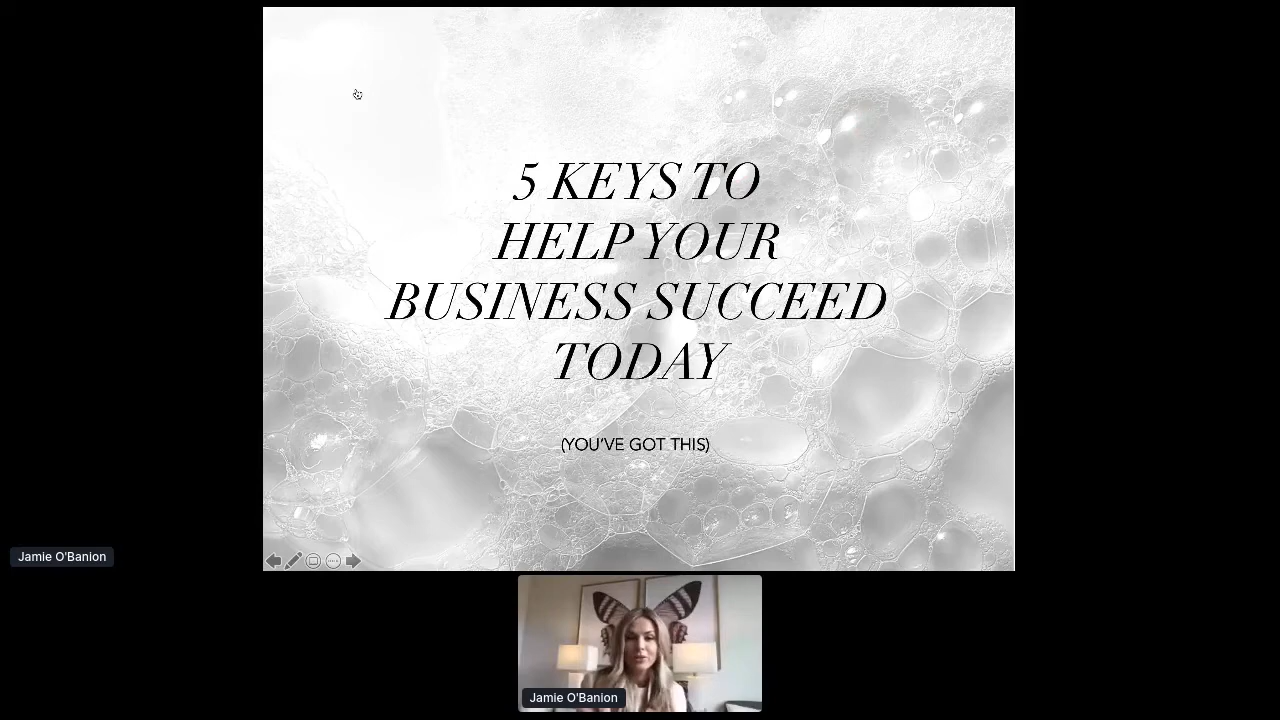 5 KEYS TO
HELP YOUR
BUSINESS SUCCEED
TODAY
(YOU'VE GOT THIS)
Jamie O'Banion
Jamie O'Banion